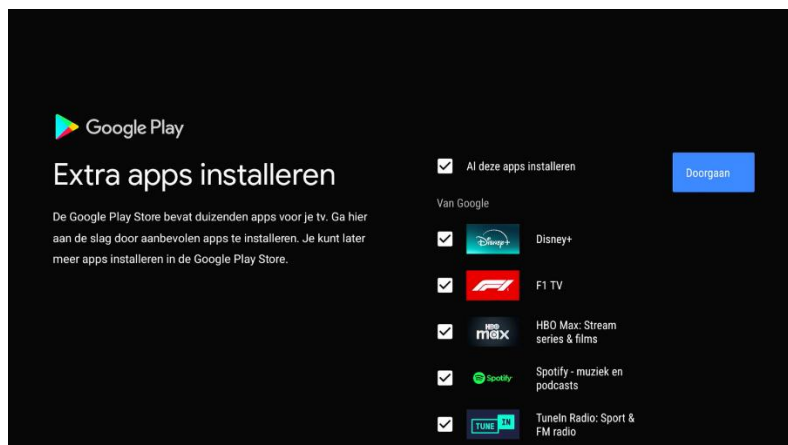 Google Play
Extra apps installeren
De Google Play Store bevat duizenden apps voor je tv. Ga hier
aan de slag door aanbevolen apps te installeren. Je kunt later
meer apps installeren in de Google Play Store.
Al deze apps installeren
Doorgaan
Van Google
Disney+
Disney+
F1 TV
HBO
max
HBO Max: Stream
series & films
Spotify
Spotify - muziek en
podcasts
TUNE IN
TuneIn Radio: Sport &
FM radio